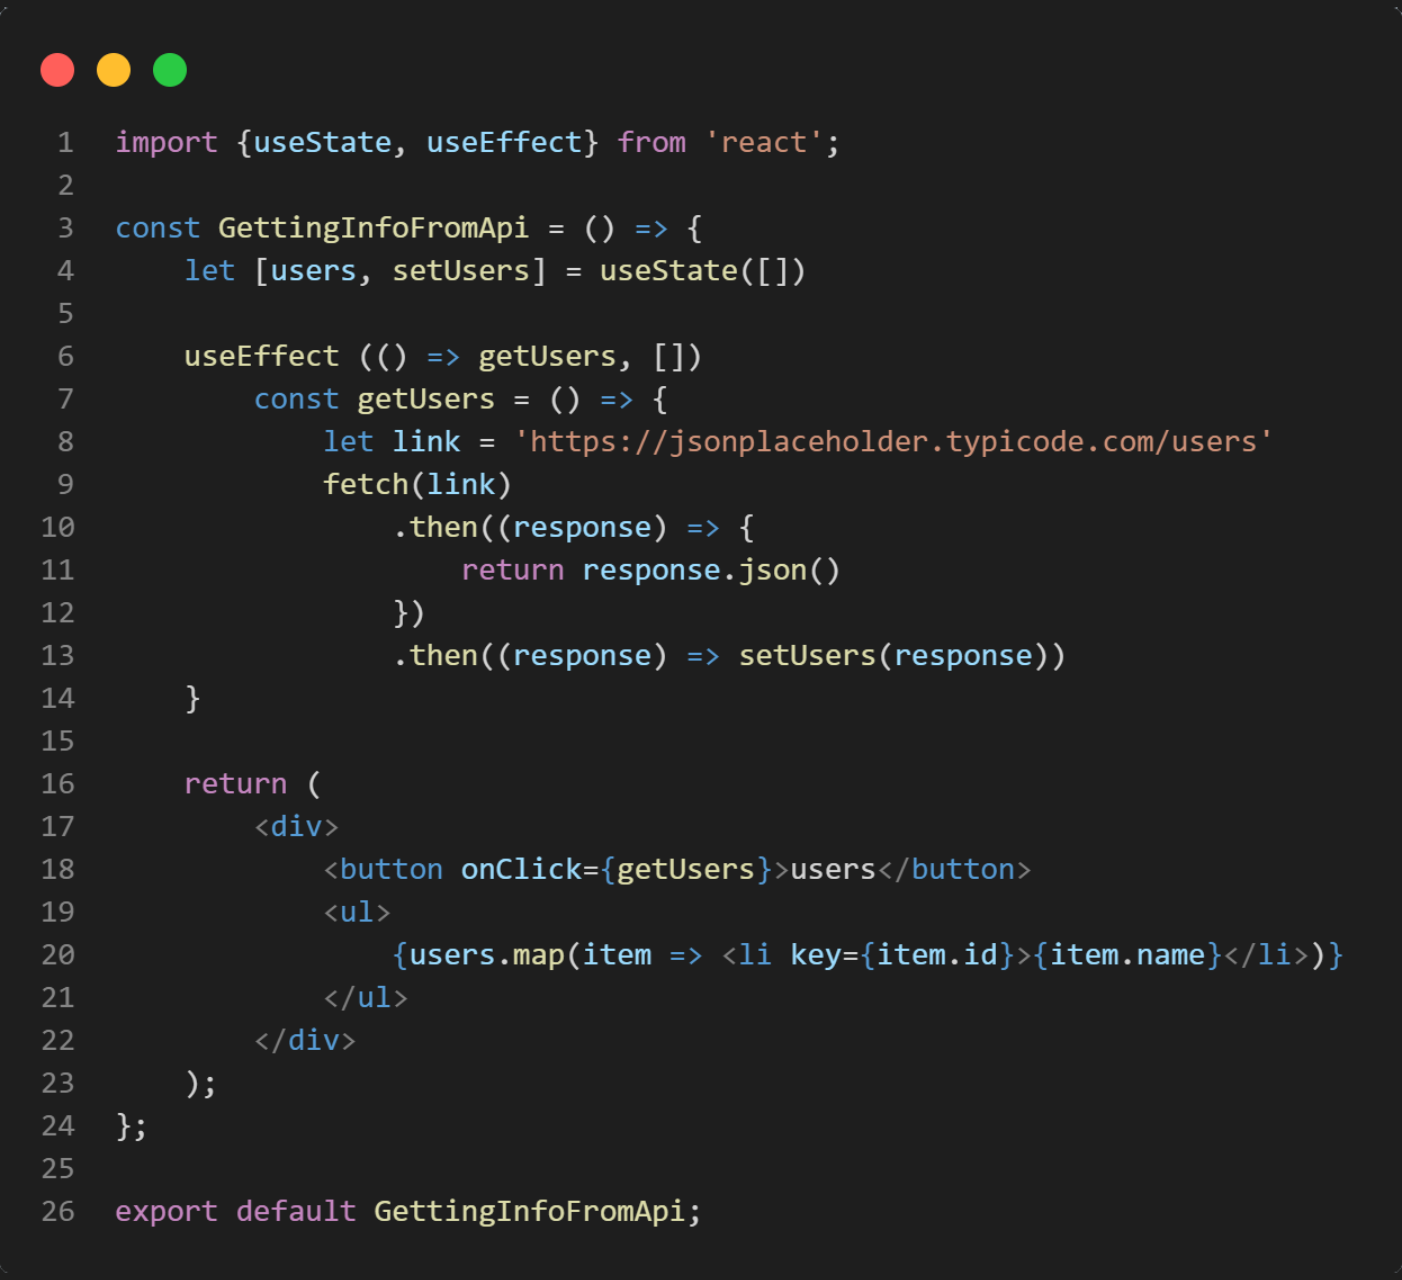 1 import {useState, useEffect} from 'react';
2
3 const GettingInfoFromApi = () => {
4     let [users, setUsers] = useState([])
5
6     useEffect (() => getUsers, [])
7         const getUsers = () => {
8             let link = 'https://jsonplaceholder.typicode.com/users'
9             fetch(link)
10                 .then((response) => {
11                     return response.json()
12                 })
13                 .then((response) => setUsers(response))
14     }
15
16     return (
17         <div>
18             <button onClick={getUsers}>users</button>
19             <ul>
20                 {users.map(item => <li key={item.id}>{item.name}</li>)}
21             </ul>
22         </div>
23     );
24 };
25
26 export default GettingInfoFromApi;